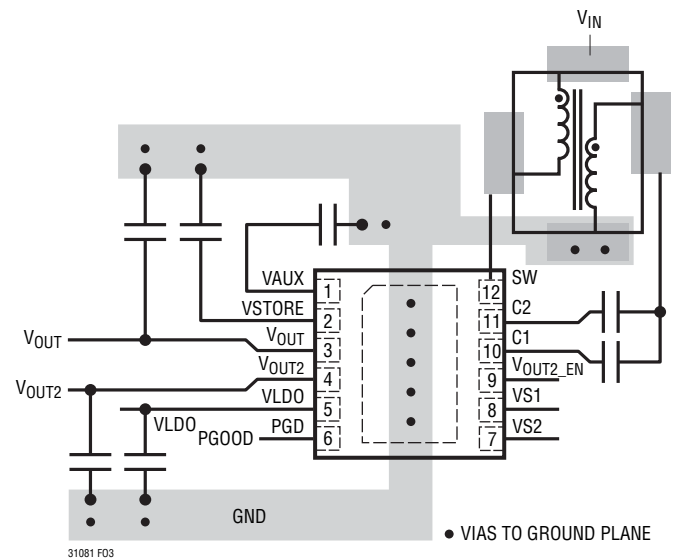 VIN
VAUX
1
VSTORE
2
VOUT
VOUT
3
VOUT2
VOUT2
4
VLDO
VLDO
5
PGOOD
PGD
6
SW
12
C2
11
C1
10
VOUT2_EN
9
VS1
8
VS2
7
GND
VIAS TO GROUND PLANE
31081 F03